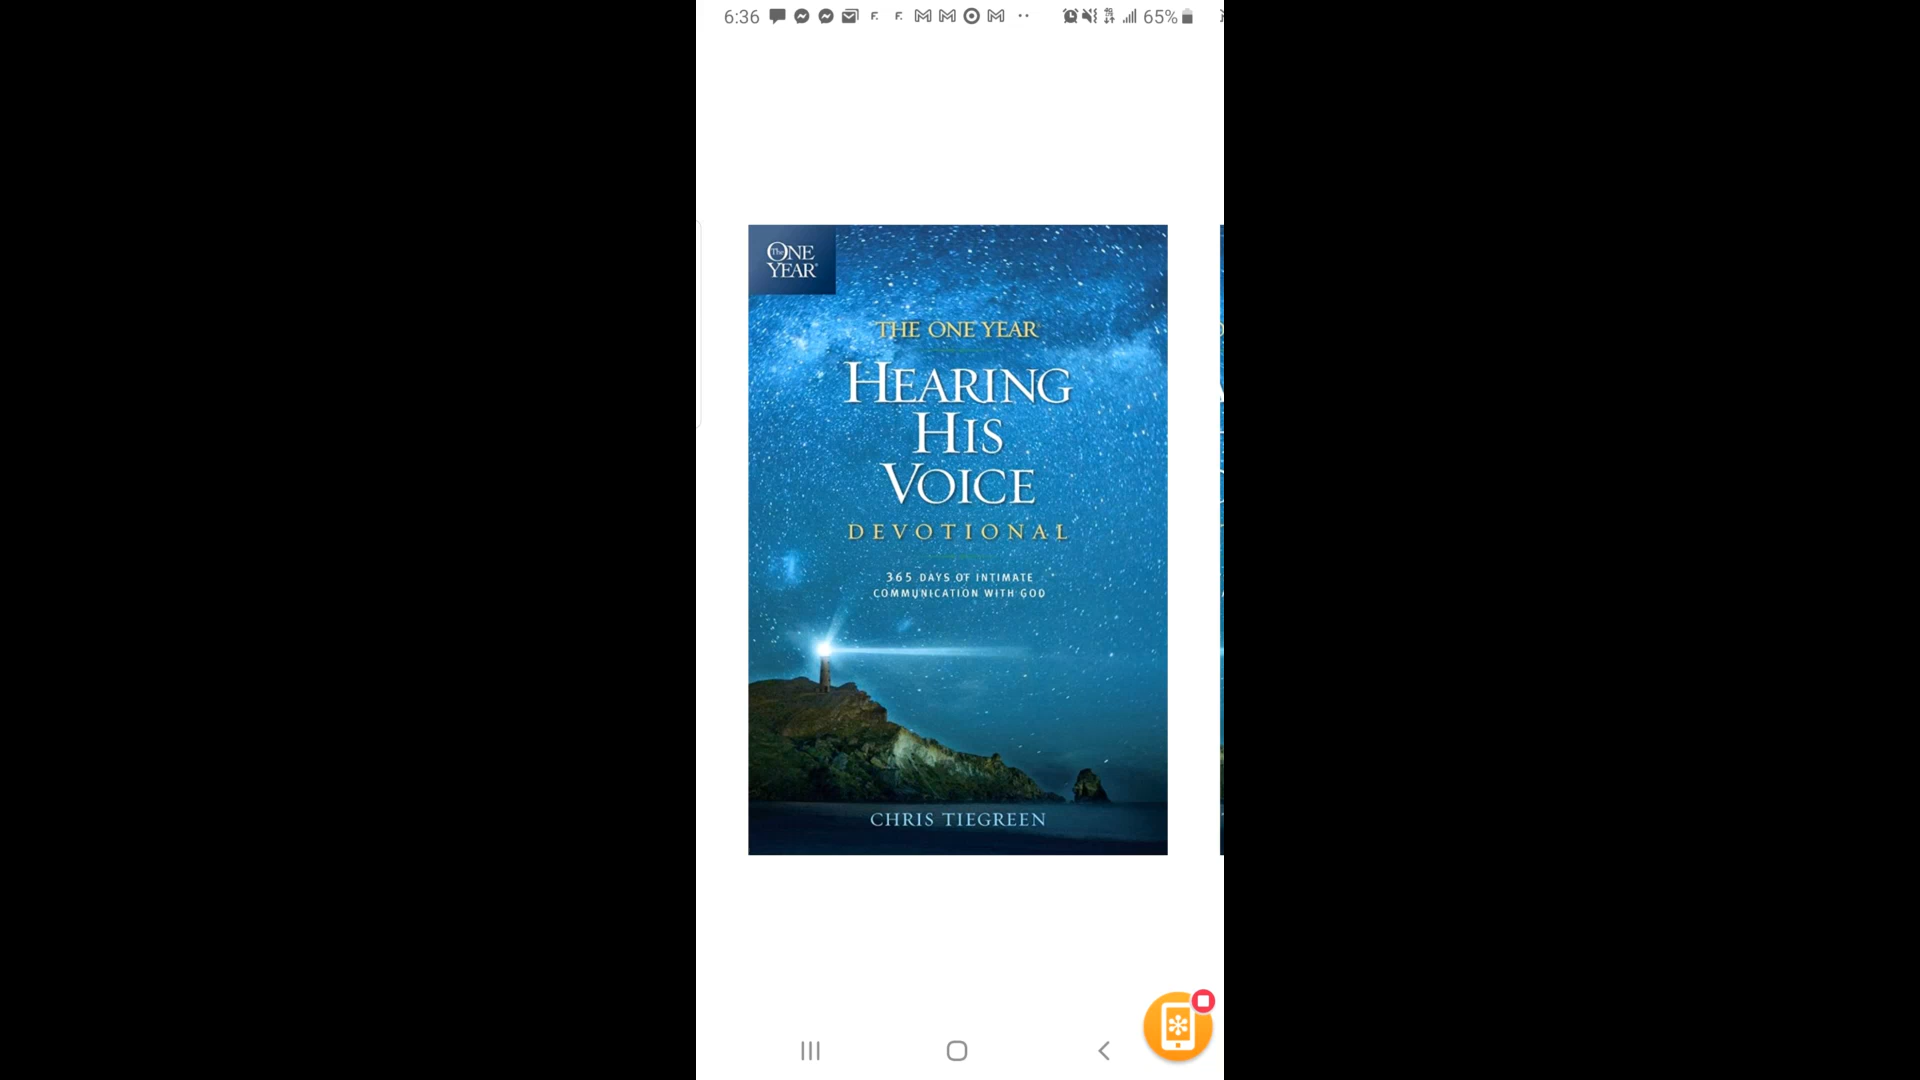 6:36 65%
The ONE
YEAR®
THE ONE YEAR®
HEARING
HIS
VOICE
DEVOTIONAL
365 DAYS OF INTIMATE
COMMUNICATION WITH GOD
CHRIS TIEGREEN